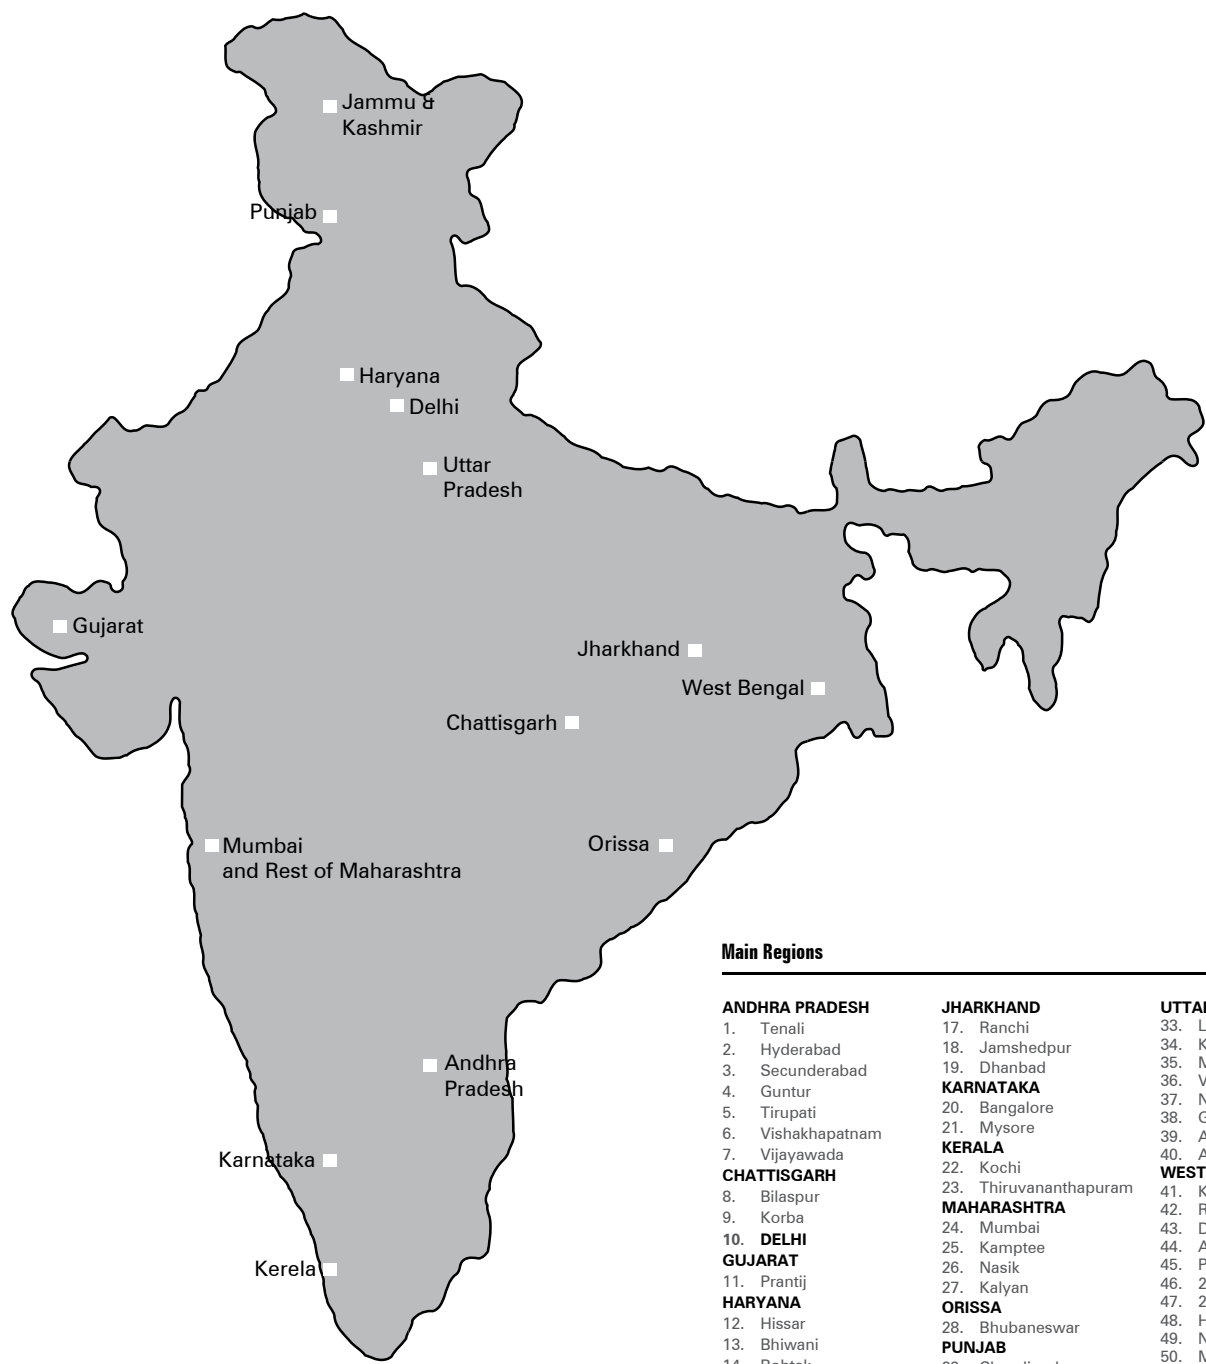 Jammu &
Kashmir
Punjab
Haryana
Delhi
Uttar
Pradesh
Gujarat
Jharkhand
West Bengal
Chattisgarh
Mumbai
and Rest of Maharashtra
Orissa
Andhra
Pradesh
Karnataka
Kerela
Main Regions
ANDHRA PRADESH
1. Tenali
2. Hyderabad
3. Secunderabad
4. Guntur
5. Tirupati
6. Vishakhapatnam
7. Vijayawada
CHATTISGARH
8. Bilaspur
9. Korba
10. DELHI
GUJARAT
11. Prantij
HARYANA
12. Hissar
13. Bhiwani
JHARKHAND
17. Ranchi
18. Jamshedpur
19. Dhanbad
KARNATAKA
20. Bangalore
21. Mysore
KERALA
22. Kochi
23. Thiruvananthapuram
MAHARASHTRA
24. Mumbai
25. Kamptee
26. Nasik
27. Kalyan
ORISSA
28. Bhubaneswar
PUNJAB
33.
34.
35.
36.
37.
38.
39.
40.
WEST
41.
42.
43.
44.
45.
46.
47.
48.
49.
50.